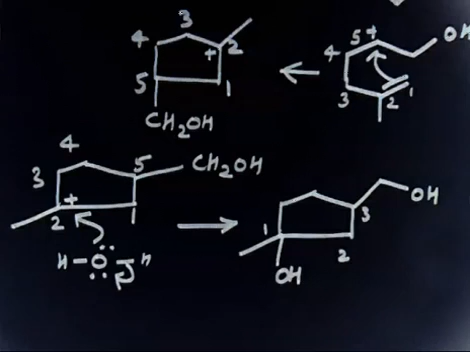 3
4 + 2
5 1
CH₂OH
OH
5 +
4
3 2 1
4
3 5 CH₂OH
+
2 1
H-Ö-H
OH
1 3
2
OH